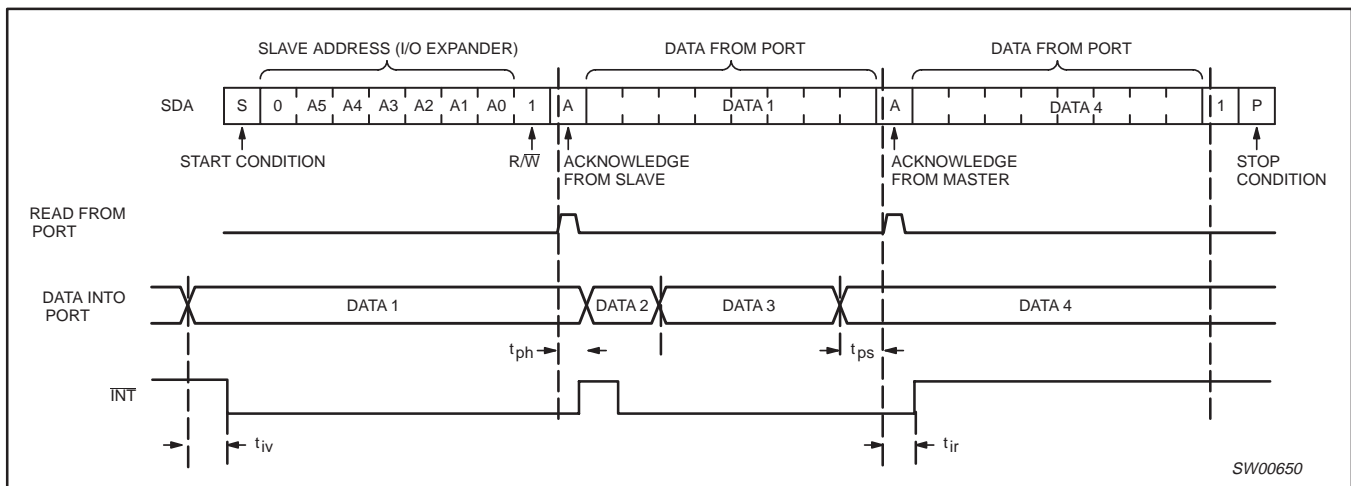 SLAVE ADDRESS (I/O EXPANDER) DATA FROM PORT DATA FROM PORT
SDA S 0 A5 A4 A3 A2 A1 A0 1 A DATA 1 A DATA 4 1 P
START CONDITION R/W̅ ACKNOWLEDGE FROM SLAVE ACKNOWLEDGE FROM MASTER STOP CONDITION
READ FROM
PORT
DATA INTO
PORT
DATA 1 DATA 2 DATA 3 DATA 4
tph tps
I̅N̅T̅
tiv tir
SW00650